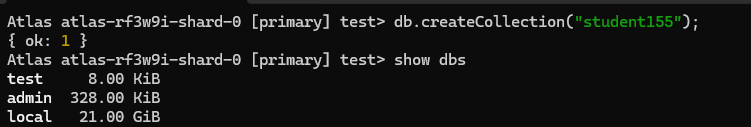 Atlas atlas-rf3w9i-shard-0 [primary] test> db.createCollection("student155");
{ ok: 1 }
Atlas atlas-rf3w9i-shard-0 [primary] test> show dbs
test     8.00 KiB
admin  328.00 KiB
local   21.00 GiB